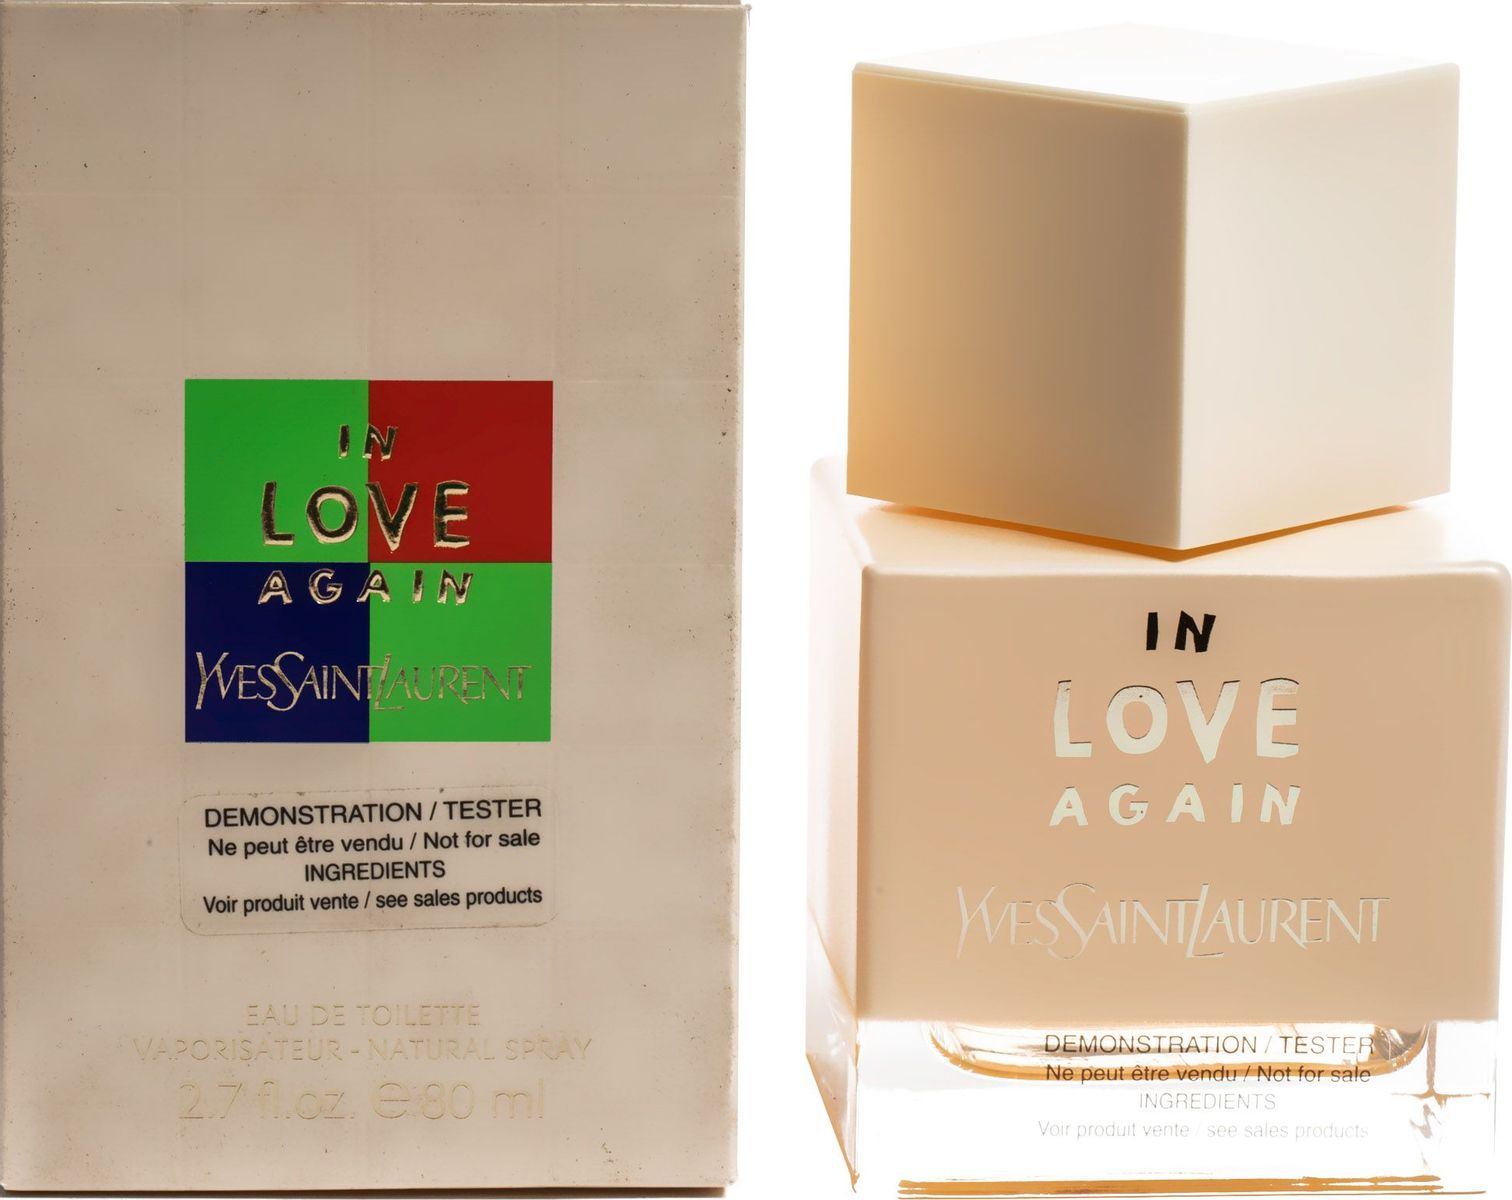 IN
LOVE
AGAIN
YVESSAINTLAURENT
DEMONSTRATION / TESTER
Ne peut être vendu / Not for sale
INGREDIENTS
Voir produit vente / see sales products
EAU DE TOILETTE
VAPORISATEUR - NATURAL SPRAY
2.7 fl.oz. e 80 ml
IN
LOVE
AGAIN
YVESSAINTLAURENT
DEMONSTRATION / TESTER
Ne peut être vendu / Not for sale
INGREDIENTS
Voir produit vente / see sales products